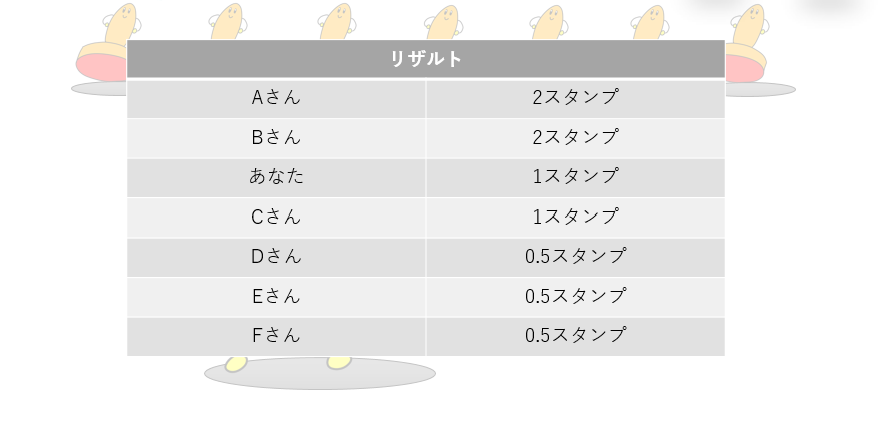 リザルト
Aさん 2スタンプ
Bさん 2スタンプ
あなた 1スタンプ
Cさん 1スタンプ
Dさん 0.5スタンプ
Eさん 0.5スタンプ
Fさん 0.5スタンプ